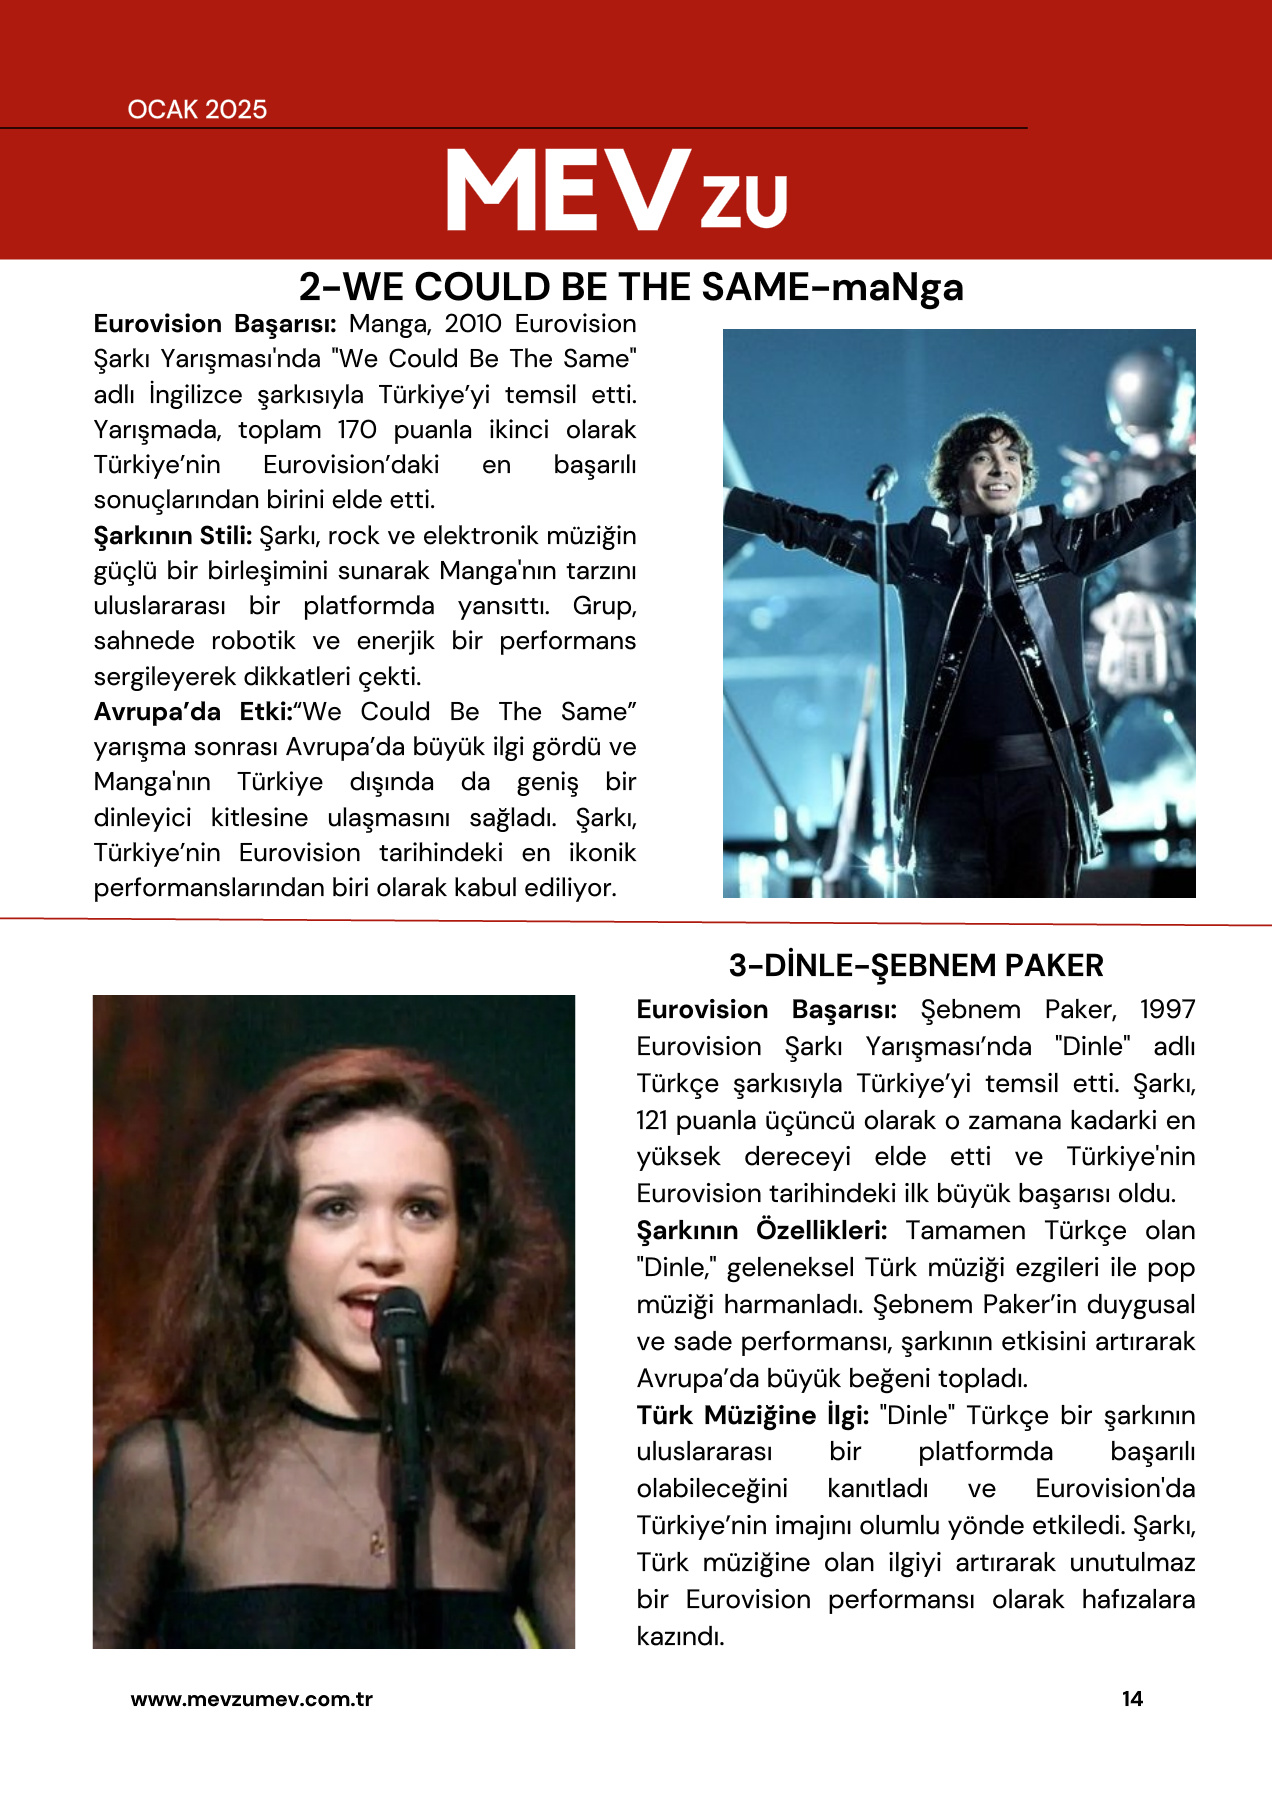 OCAK 2025
MEV zu
2-WE COULD BE THE SAME-maNga
Eurovision Başarısı: Manga, 2010 Eurovision
Şarkı Yarışması'nda "We Could Be The Same"
adlı İngilizce şarkısıyla Türkiye’yi temsil etti.
Yarışmada, toplam 170 puanla ikinci olarak
Türkiye’nin Eurovision’daki en başarılı
sonuçlarından birini elde etti.
Şarkının Stili: Şarkı, rock ve elektronik müziğin
güçlü bir birleşimini sunarak Manga'nın tarzını
uluslararası bir platformda yansıttı. Grup,
sahnede robotik ve enerjik bir performans
sergileyerek dikkatleri çekti.
Avrupa’da Etki:“We Could Be The Same”
yarışma sonrası Avrupa’da büyük ilgi gördü ve
Manga'nın Türkiye dışında da geniş bir
dinleyici kitlesine ulaşmasını sağladı. Şarkı,
Türkiye’nin Eurovision tarihindeki en ikonik
performanslarından biri olarak kabul ediliyor.
3-DİNLE-ŞEBNEM PAKER
Eurovision Başarısı: Şebnem Paker, 1997
Eurovision Şarkı Yarışması’nda "Dinle" adlı
Türkçe şarkısıyla Türkiye’yi temsil etti. Şarkı,
121 puanla üçüncü olarak o zamana kadarki en
yüksek dereceyi elde etti ve Türkiye'nin
Eurovision tarihindeki ilk büyük başarısı oldu.
Şarkının Özellikleri: Tamamen Türkçe olan
"Dinle," geleneksel Türk müziği ezgileri ile pop
müziği harmanladı. Şebnem Paker’in duygusal
ve sade performansı, şarkının etkisini artırarak
Avrupa’da büyük beğeni topladı.
Türk Müziğine İlgi: "Dinle" Türkçe bir şarkının
uluslararası bir platformda başarılı
olabileceğini kanıtladı ve Eurovision'da
Türkiye’nin imajını olumlu yönde etkiledi. Şarkı,
Türk müziğine olan ilgiyi artırarak unutulmaz
bir Eurovision performansı olarak hafızalara
kazındı.
www.mevzumev.com.tr
14